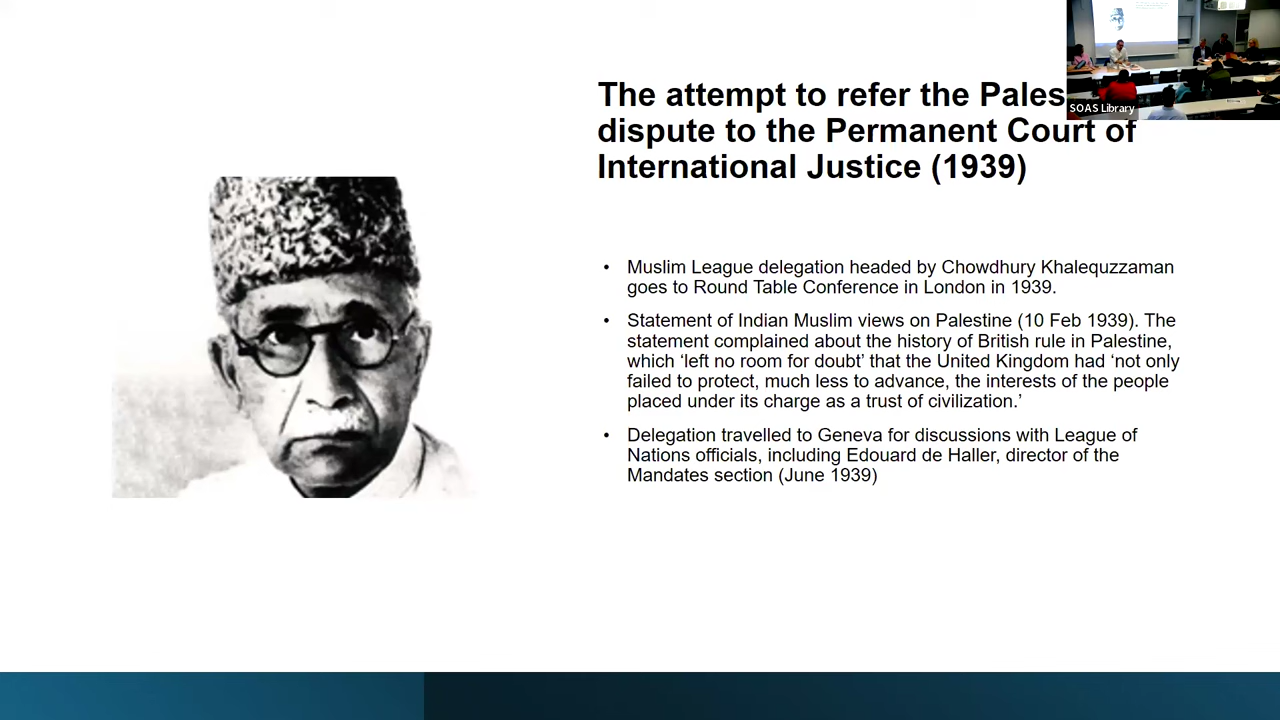 The attempt to refer the Pales
dispute to the Permanent Court of
International Justice (1939)
SOAS Library
• Muslim League delegation headed by Chowdhury Khalequzzaman
goes to Round Table Conference in London in 1939.
• Statement of Indian Muslim views on Palestine (10 Feb 1939). The
statement complained about the history of British rule in Palestine,
which ‘left no room for doubt’ that the United Kingdom had ‘not only
failed to protect, much less to advance, the interests of the people
placed under its charge as a trust of civilization.’
• Delegation travelled to Geneva for discussions with League of
Nations officials, including Edouard de Haller, director of the
Mandates section (June 1939)